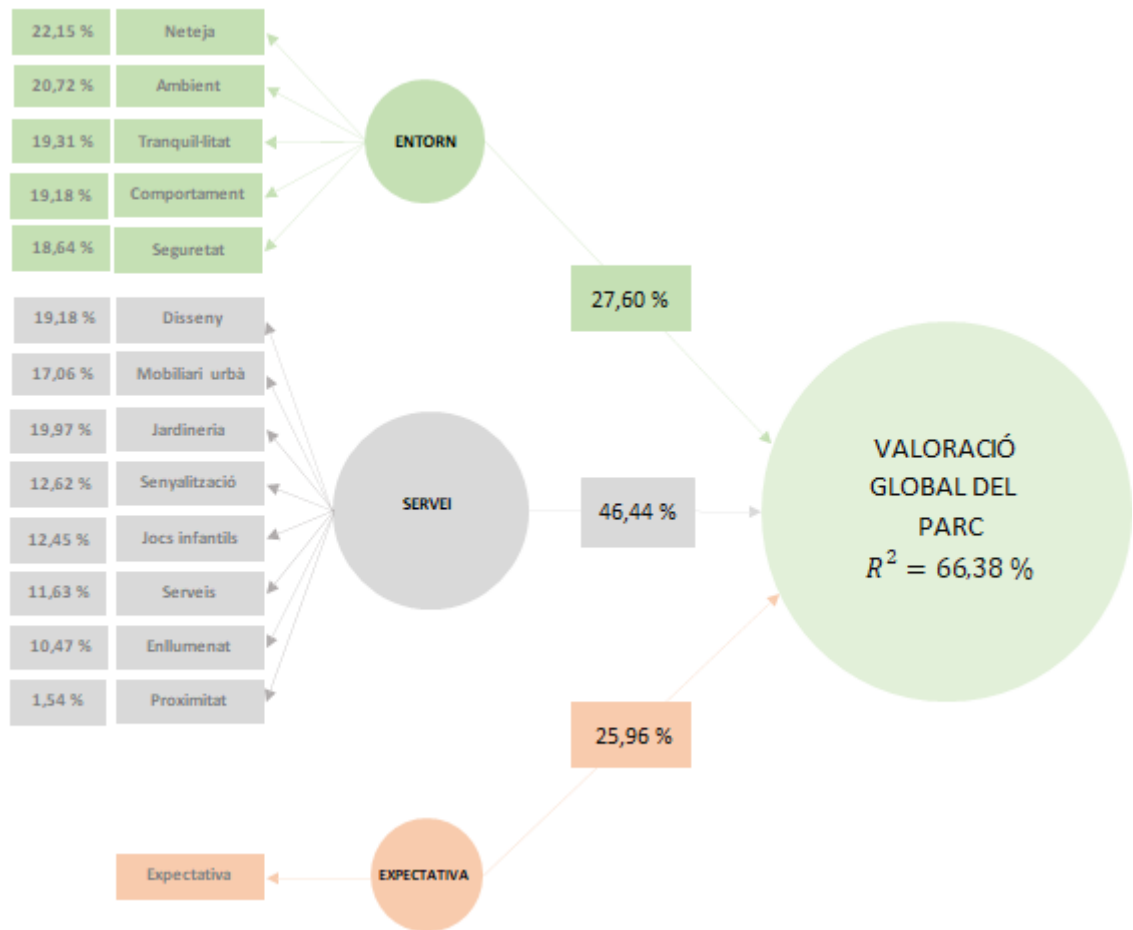 22,15 % Neteja
20,72 % Ambient
19,31 % Tranquil·litat
19,18 % Comportament
18,64 % Seguretat
ENTORN
27,60 %
19,18 % Disseny
17,06 % Mobiliari urbà
19,97 % Jardineria
12,62 % Senyalització
12,45 % Jocs infantils
11,63 % Serveis
10,47 % Enllumenat
1,54 % Proximitat
SERVEI
46,44 %
VALORACIÓ
GLOBAL DEL
PARC
R² = 66,38 %
25,96 %
Expectativa
EXPECTATIVA